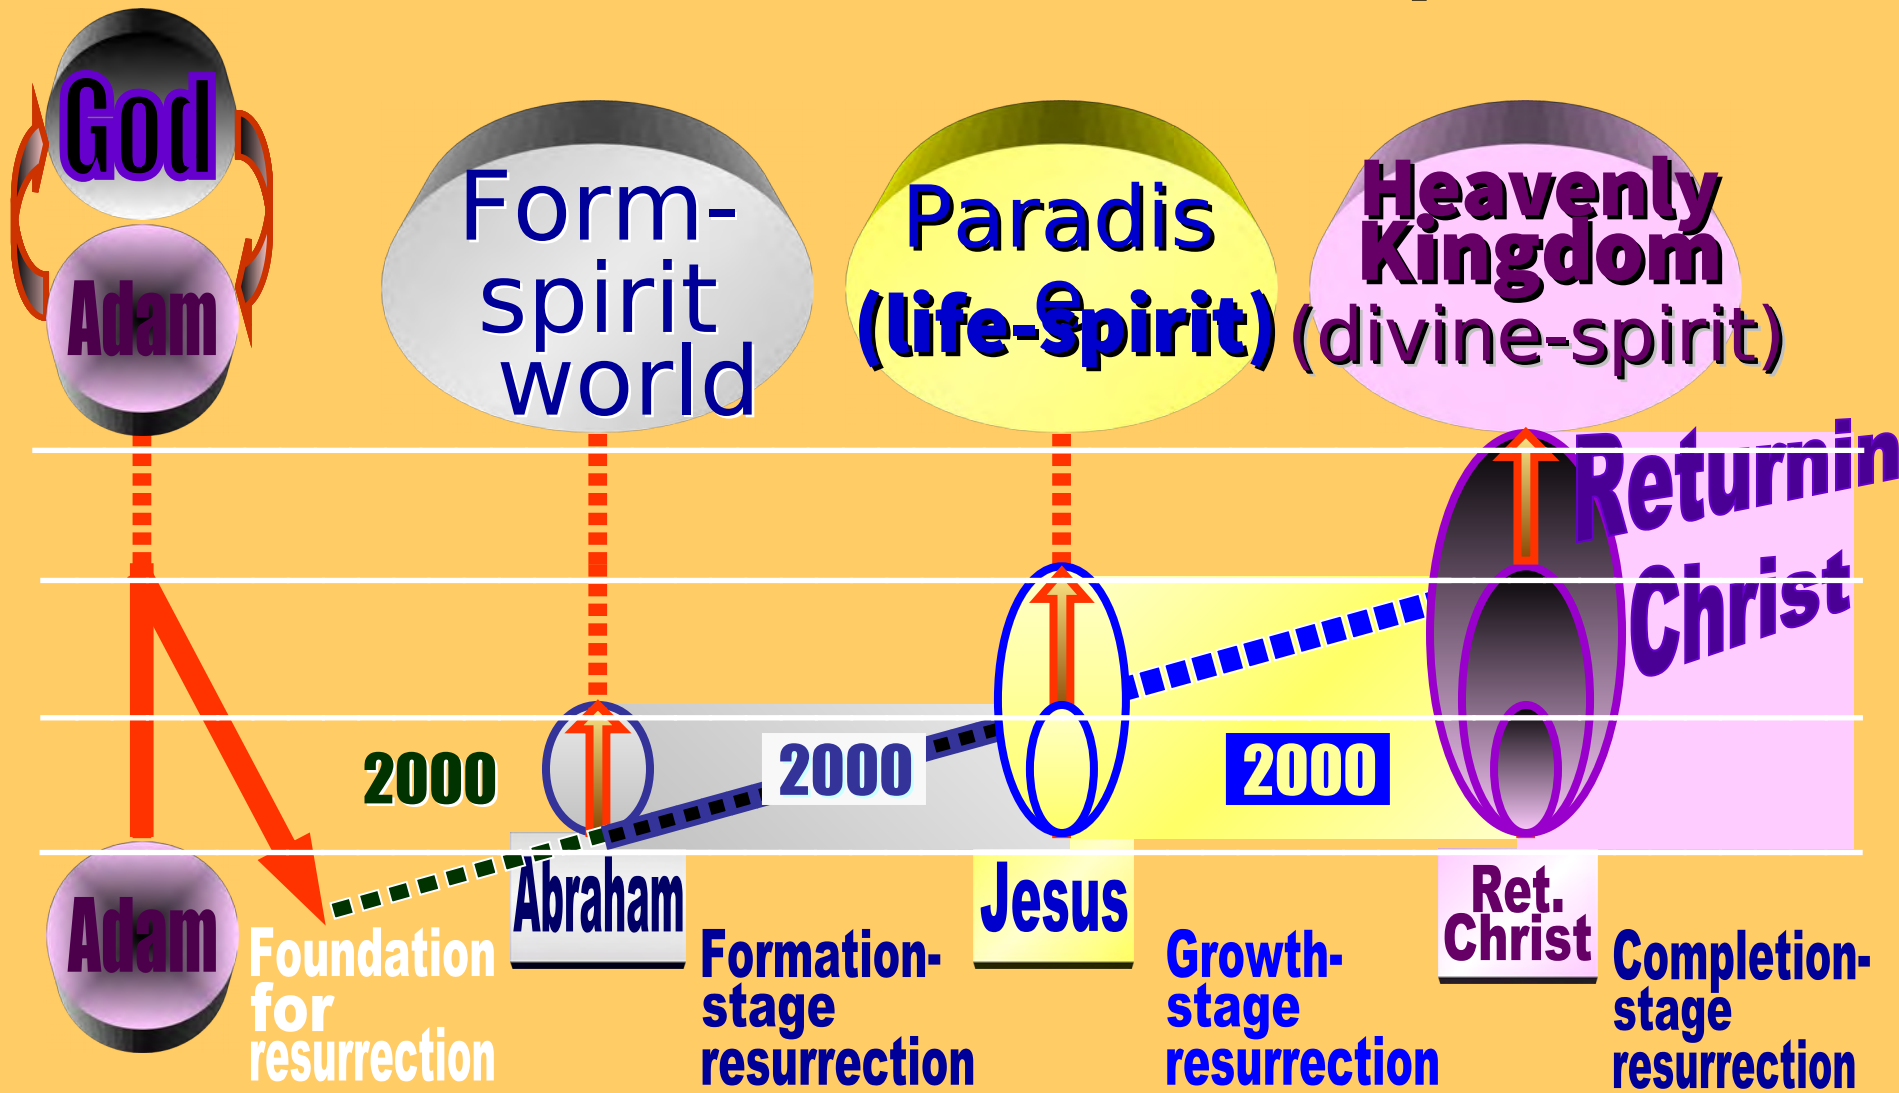 God
Adam
Form-
spirit
world
Paradis
e
(life-spirit)
Heavenly
Kingdom
(divine-spirit)
Returnin
Christ
2000
2000
2000
Adam
Foundation
for
resurrection
Abraham
Formation-
stage
resurrection
Jesus
Growth-
stage
resurrection
Ret.
Christ
Completion-
stage
resurrection